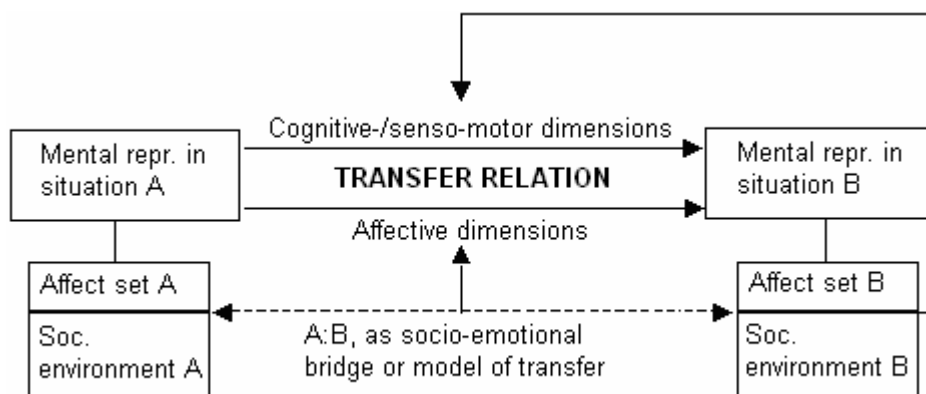 Cognitive-/senso-motor dimensions
Mental repr. in
situation A
TRANSFER RELATION
Mental repr. in
situation B
Affective dimensions
Affect set A
Affect set B
Soc.
environment A
A:B, as socio-emotional
bridge or model of transfer
Soc.
environment B